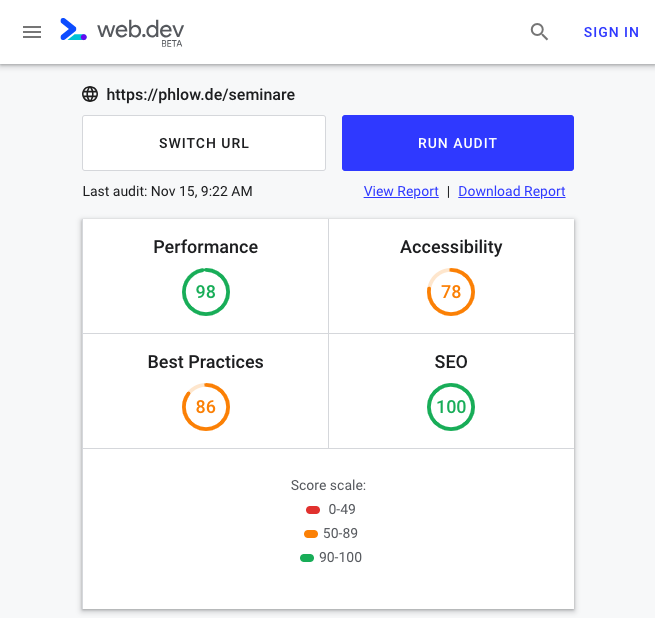 web.dev
BETA
SIGN IN
https://phlow.de/seminare
SWITCH URL
RUN AUDIT
Last audit: Nov 15, 9:22 AM
View Report | Download Report
Performance
98
Accessibility
78
Best Practices
86
SEO
100
Score scale:
0-49
50-89
90-100